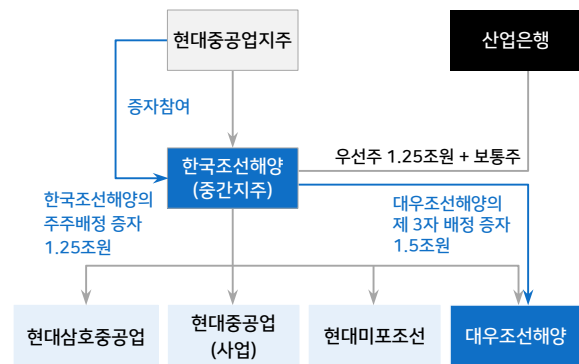 현대중공업지주
산업은행
증자참여
우선주 1.25조원 + 보통주
한국조선해양
(중간지주)
한국조선해양의
주주배정 증자
1.25조원
대우조선해양의
제 3자 배정 증자
1.5조원
현대삼호중공업
현대중공업
(사업)
현대미포조선
대우조선해양